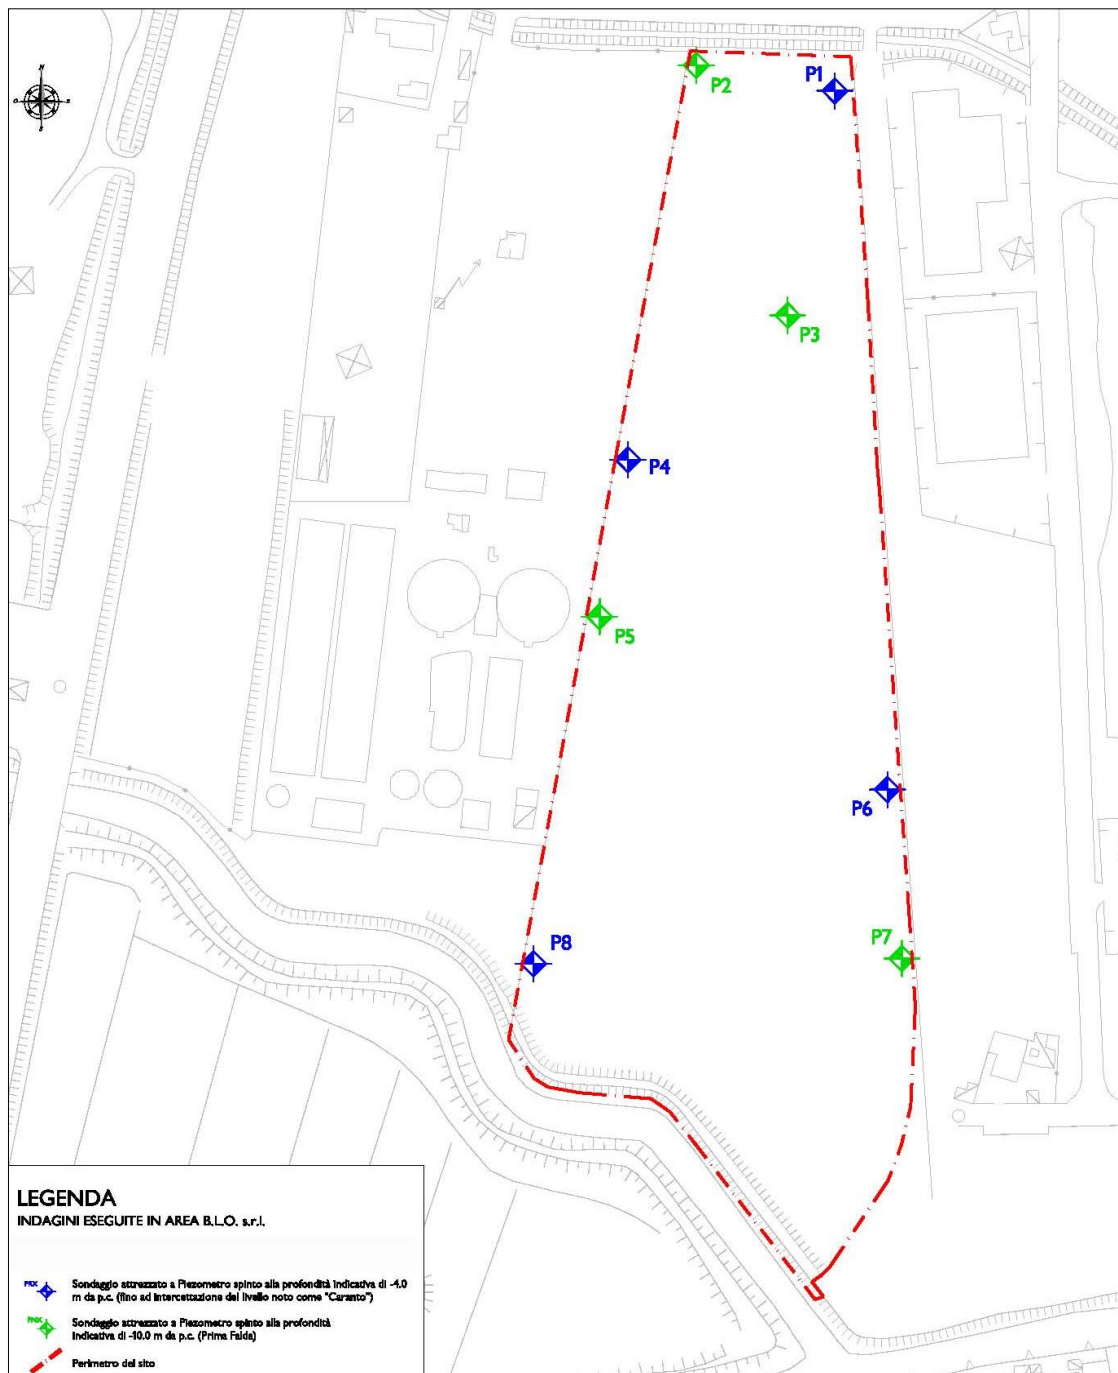 N
O
E
S
P2
P1
P3
P4
P5
P6
P7
P8
LEGENDA
INDAGINI ESEGUITE IN AREA B.L.O. s.r.l.
Sondaggio attrezzato a Piezometro spinto alla profondità indicativa di -4.0
m da p.c. (fino ad intercettazione del livello noto come "Caranto")
Sondaggio attrezzato a Piezometro spinto alla profondità
indicativa di -10.0 m da p.c. (Prima Falda)
Perimetro del sito